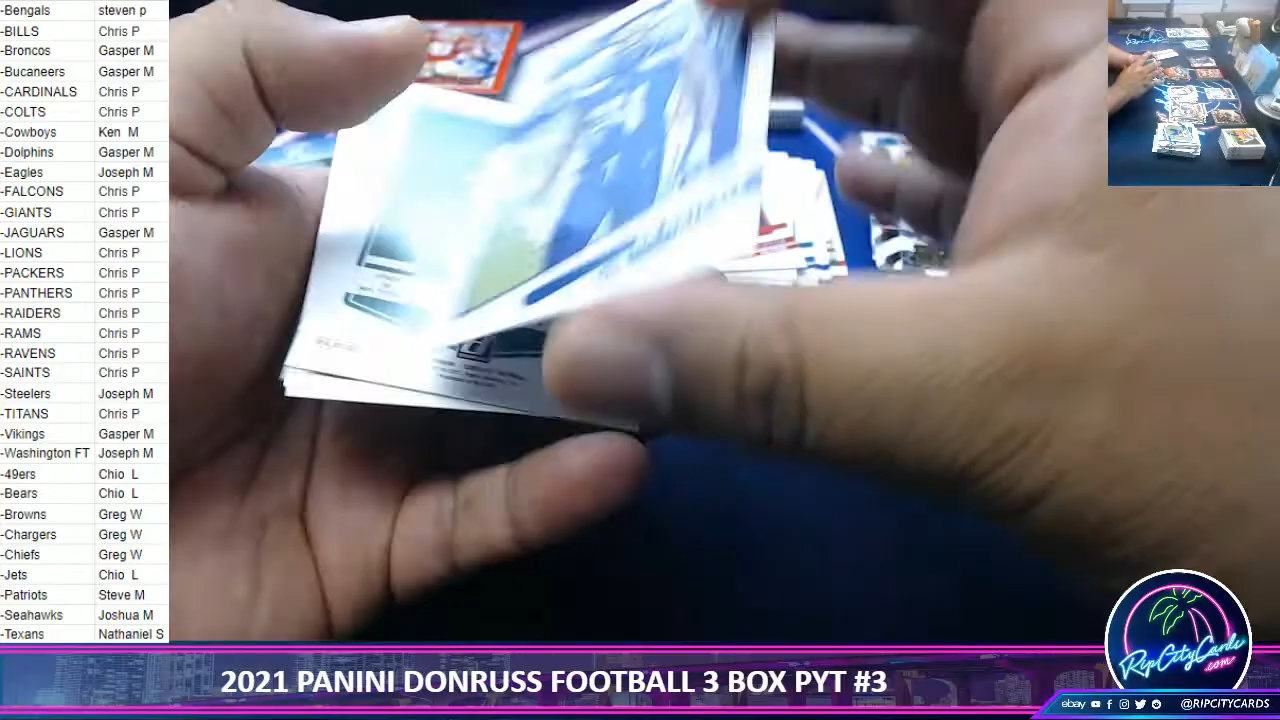 -Bengals steven p
-BILLS Chris P
-Broncos Gasper M
-Bucaneers Gasper M
-CARDINALS Chris P
-COLTS Chris P
-Cowboys Ken M
-Dolphins Gasper M
-Eagles Joseph M
-FALCONS Chris P
-GIANTS Chris P
-JAGUARS Gasper M
-LIONS Chris P
-PACKERS Chris P
-PANTHERS Chris P
-RAIDERS Chris P
-RAMS Chris P
-RAVENS Chris P
-SAINTS Chris P
-Steelers Joseph M
-TITANS Chris P
-Vikings Gasper M
-Washington FT Joseph M
-49ers Chio L
-Bears Chio L
-Browns Greg W
-Chargers Greg W
-Chiefs Greg W
-Jets Chio L
-Patriots Steve M
-Seahawks Joshua M
-Texans Nathaniel S
2021 PANINI DONRUSS FOOTBALL 3 BOX PYT #3
RipCityCards
.com
ebay @RIPCITYCARDS